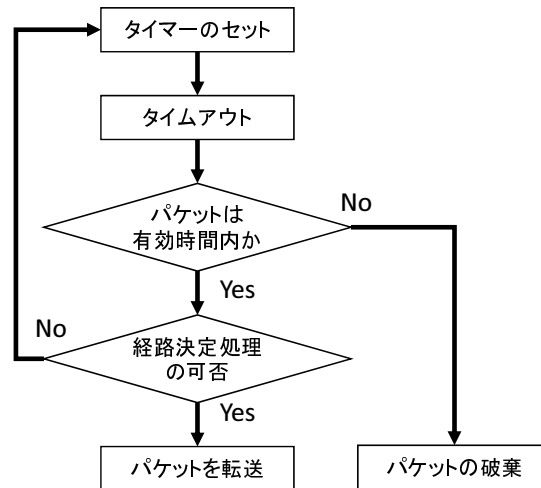 タイマーのセット
タイムアウト
パケットは
有効時間内か
No
Yes
No
経路決定処理
の可否
Yes
パケットを転送
パケットの破棄